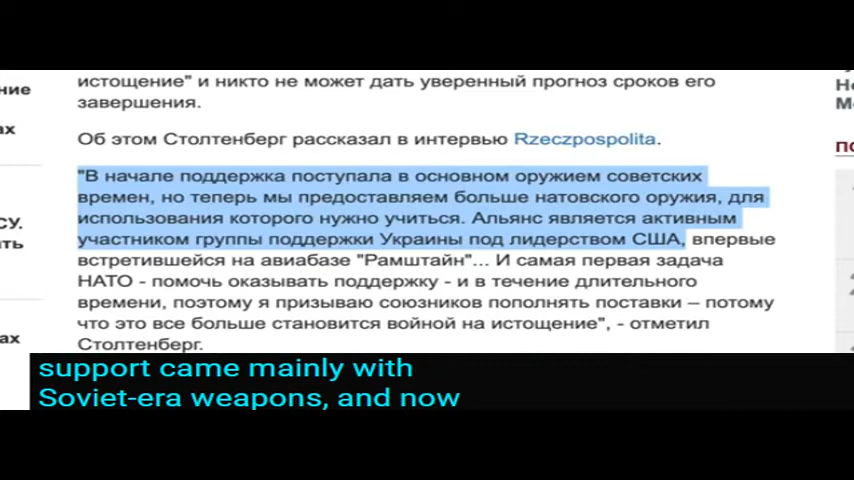 истощение" и никто не может дать уверенный прогноз сроков его
завершения.
Об этом Столтенберг рассказал в интервью Rzeczpospolita.
"В начале поддержка поступала в основном оружием советских
времен, но теперь мы предоставляем больше натовского оружия, для
использования которого нужно учиться. Альянс является активным
участником группы поддержки Украины под лидерством США, впервые
встретившейся на авиабазе "Рамштайн"... И самая первая задача
НАТО - помочь оказывать поддержку - и в течение длительного
времени, поэтому я призываю союзников пополнять поставки – потому
что это все больше становится войной на истощение", - отметил
Столтенберг.
support came mainly with
Soviet-era weapons, and now